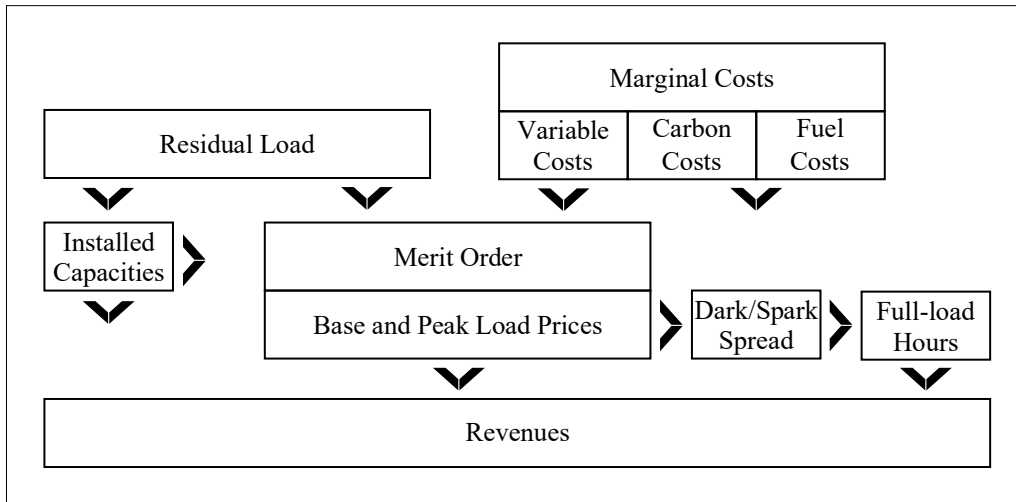 Marginal Costs
Residual Load
Variable
Costs
Carbon
Costs
Fuel
Costs
Installed
Capacities
Merit Order
Base and Peak Load Prices
Dark/Spark
Spread
Full-load
Hours
Revenues